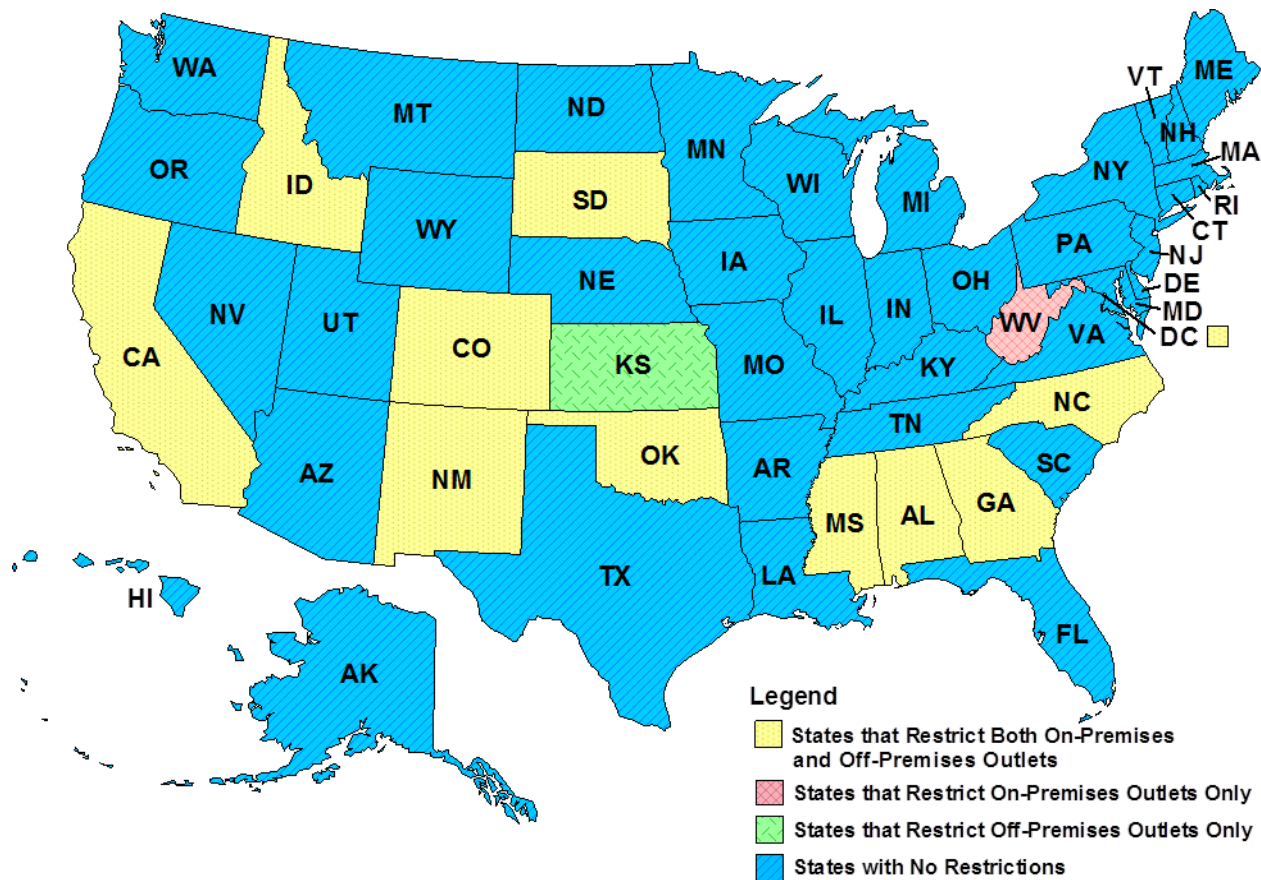 WA
MT
ND
MN
VT
ME
NH
OR
ID
SD
WI
MI
NY
MA
RI
WY
CT
PA
NJ
IA
NE
OH
DE
NV
UT
IL
IN
WV
MD
CA
CO
VA
DC
KS
MO
KY
NC
TN
AZ
NM
OK
AR
SC
MS
AL
GA
TX
LA
HI
FL
AK
Legend
States that Restrict Both On-Premises
and Off-Premises Outlets
States that Restrict On-Premises Outlets Only
States that Restrict Off-Premises Outlets Only
States with No Restrictions